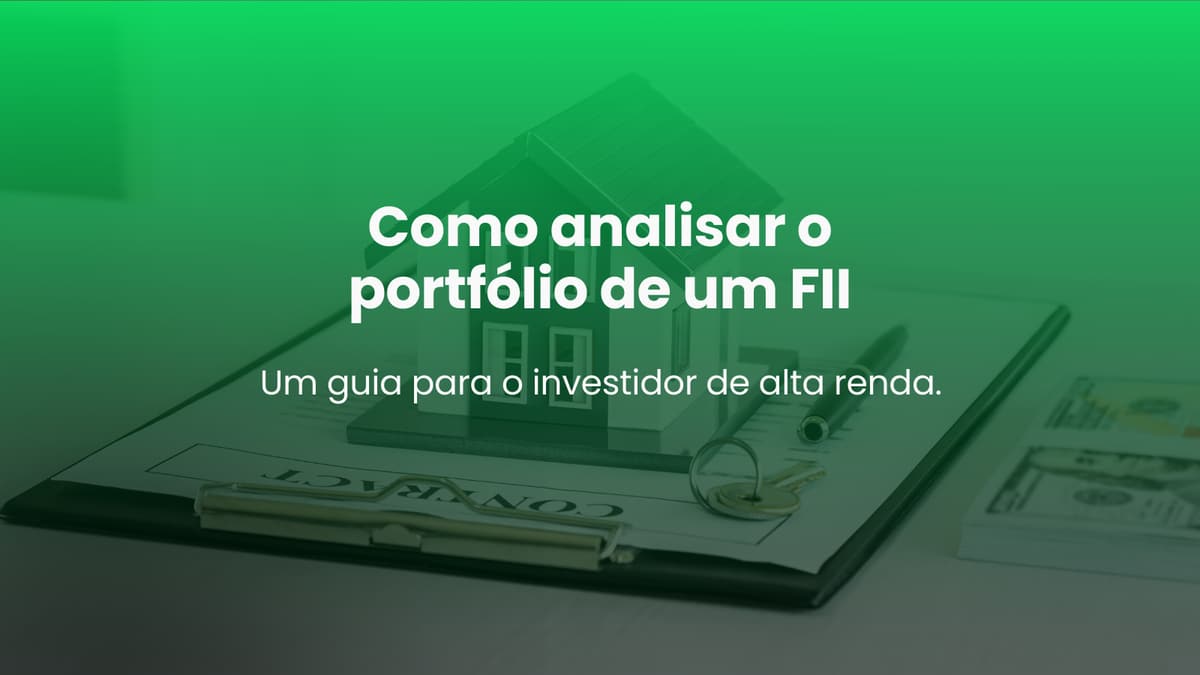 Como analisar o
portfólio de um FII
Um guia para o investidor de alta renda.
CONTRACT